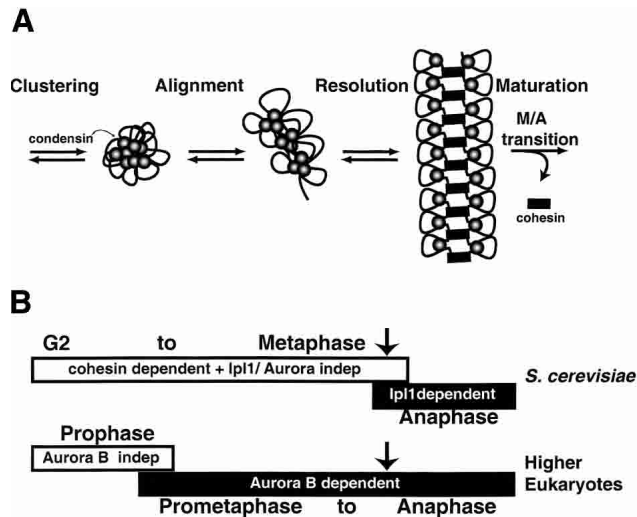 A
Clustering Alignment Resolution Maturation
M/A
transition
condensin
cohesin
B
G2 to Metaphase
cohesin dependent + Ipl1/ Aurora indep
S. cerevisiae
Ipl1dependent
Anaphase
Prophase
Aurora B indep
Higher
Eukaryotes
Aurora B dependent
Prometaphase to Anaphase